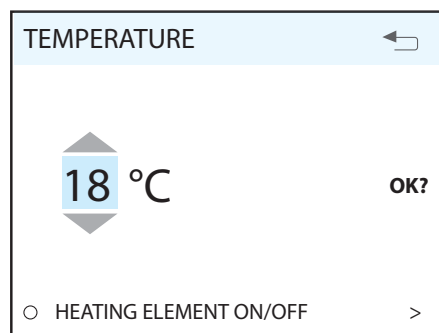 TEMPERATURE
18 °C
OK?
HEATING ELEMENT ON/OFF >